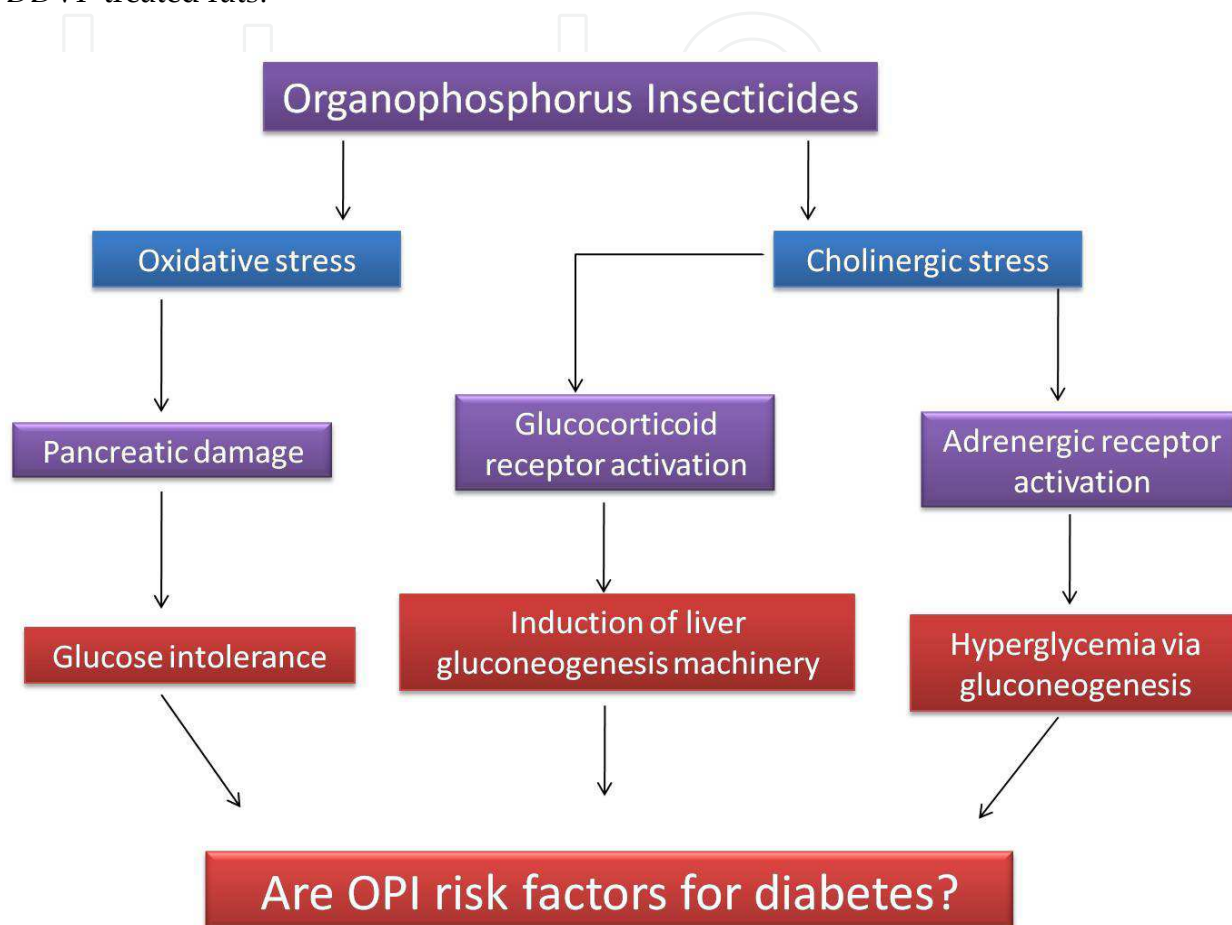 Organophosphorus Insecticides
Oxidative stress
Cholinergic stress
Pancreatic damage
Glucocorticoid
receptor activation
Adrenergic receptor
activation
Glucose intolerance
Induction of liver
gluconeogenesis machinery
Hyperglycemia via
gluconeogenesis
Are OPI risk factors for diabetes?